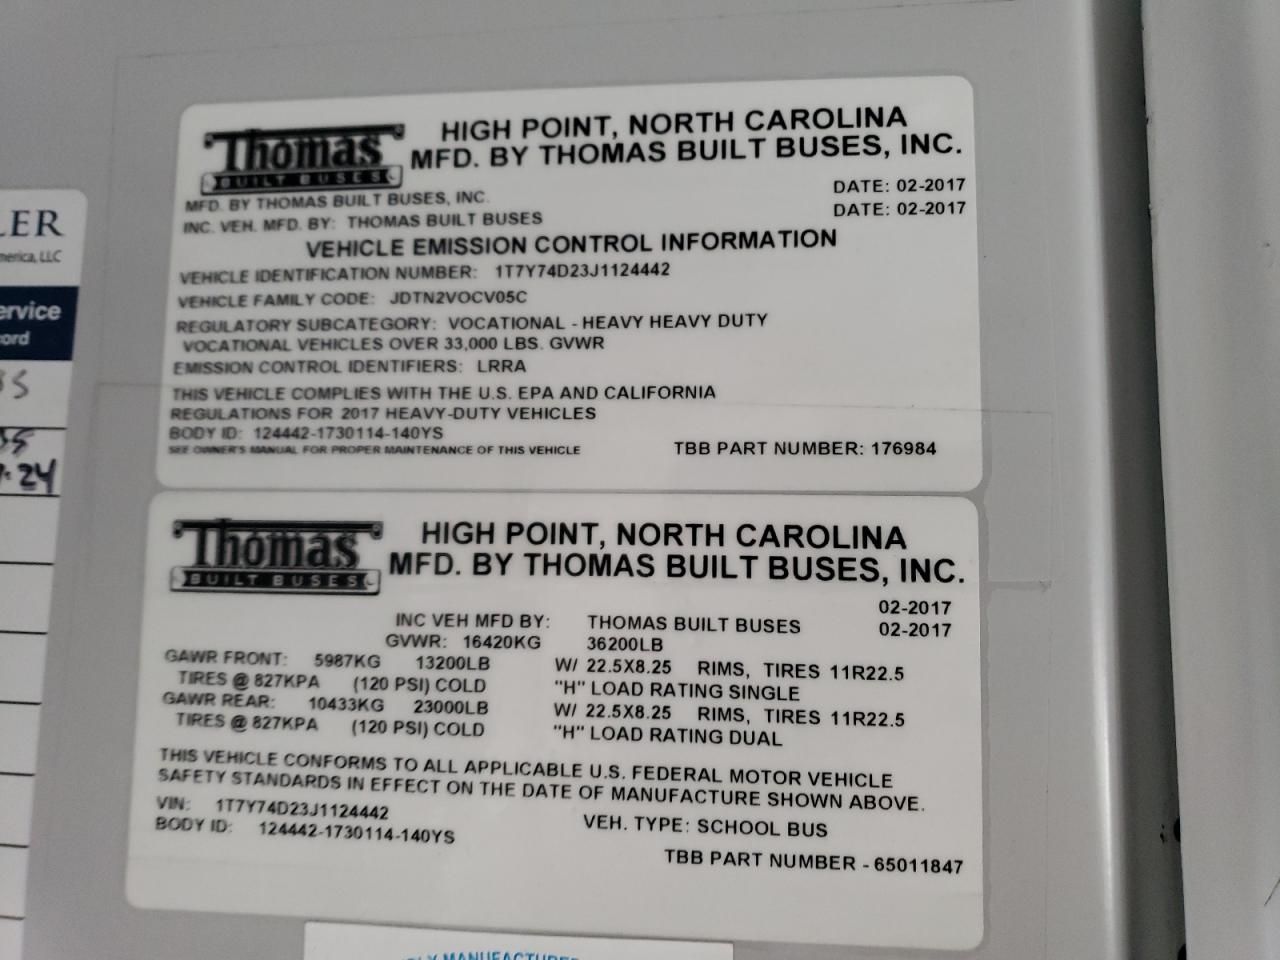 Thomas
BUILT BUSES
HIGH POINT, NORTH CAROLINA
MFD. BY THOMAS BUILT BUSES, INC.
MFD. BY THOMAS BUILT BUSES, INC.
DATE: 02-2017
INC. VEH. MFD. BY: THOMAS BUILT BUSES
DATE: 02-2017
VEHICLE EMISSION CONTROL INFORMATION
VEHICLE IDENTIFICATION NUMBER: 1T7Y74D23J1124442
VEHICLE FAMILY CODE: JDTN2VOCV05C
REGULATORY SUBCATEGORY: VOCATIONAL - HEAVY HEAVY DUTY
VOCATIONAL VEHICLES OVER 33,000 LBS. GVWR
EMISSION CONTROL IDENTIFIERS: LRRA
THIS VEHICLE COMPLIES WITH THE U.S. EPA AND CALIFORNIA
REGULATIONS FOR 2017 HEAVY-DUTY VEHICLES
BODY ID: 124442-1730114-140YS
SEE OWNER'S MANUAL FOR PROPER MAINTENANCE OF THIS VEHICLE
TBB PART NUMBER: 176984
Thomas
BUILT BUSES
HIGH POINT, NORTH CAROLINA
MFD. BY THOMAS BUILT BUSES, INC.
02-2017
INC VEH MFD BY: THOMAS BUILT BUSES 02-2017
GVWR: 16420KG 36200LB
GAWR FRONT: 5987KG 13200LB W/ 22.5X8.25 RIMS, TIRES 11R22.5
TIRES @ 827KPA (120 PSI) COLD "H" LOAD RATING SINGLE
GAWR REAR: 10433KG 23000LB W/ 22.5X8.25 RIMS, TIRES 11R22.5
TIRES @ 827KPA (120 PSI) COLD "H" LOAD RATING DUAL
THIS VEHICLE CONFORMS TO ALL APPLICABLE U.S. FEDERAL MOTOR VEHICLE
SAFETY STANDARDS IN EFFECT ON THE DATE OF MANUFACTURE SHOWN ABOVE.
VIN: 1T7Y74D23J1124442
BODY ID: 124442-1730114-140YS
VEH. TYPE: SCHOOL BUS
TBB PART NUMBER - 65011847
LER
merica, LLC
ervice
cord